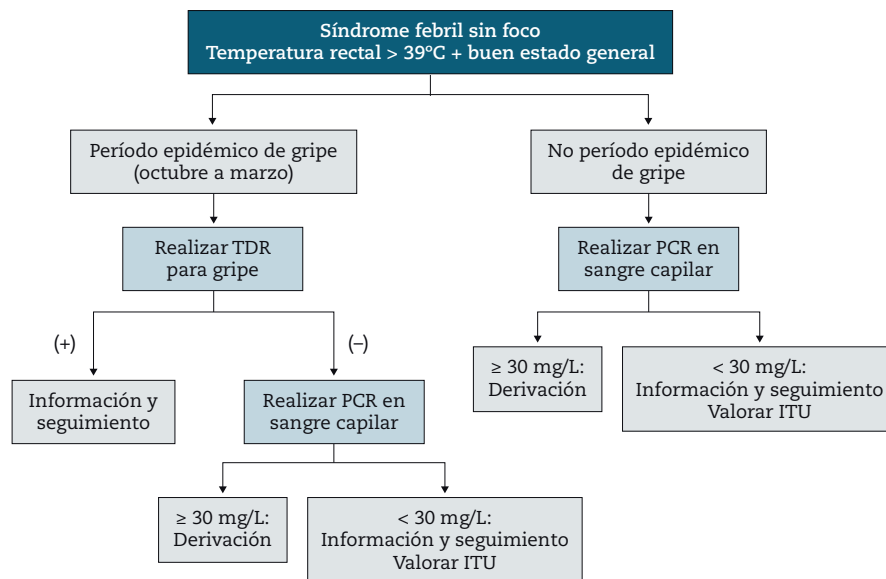 Síndrome febril sin foco
Temperatura rectal > 39ºC + buen estado general
Período epidémico de gripe
(octubre a marzo)
No período epidémico
de gripe
Realizar TDR
para gripe
Realizar PCR en
sangre capilar
(+)
(–)
≥ 30 mg/L:
Derivación
< 30 mg/L:
Información y seguimiento
Valorar ITU
Información y
seguimiento
Realizar PCR en
sangre capilar
≥ 30 mg/L:
Derivación
< 30 mg/L:
Información y seguimiento
Valorar ITU